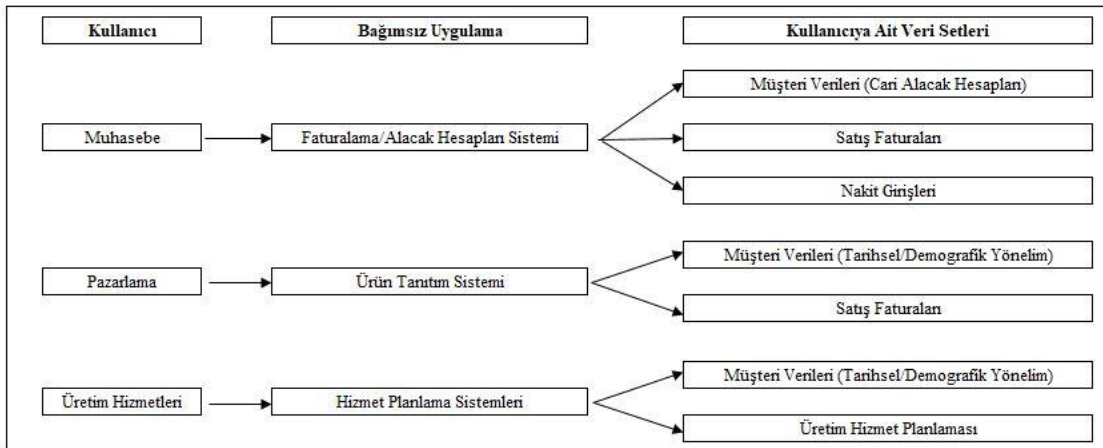 Kullanıcı
Bağımsız Uygulama
Kullanıcıya Ait Veri Setleri
Müşteri Verileri (Cari Alacak Hesapları)
Muhasebe
Faturalama/Alacak Hesapları Sistemi
Satış Faturaları
Nakit Girişleri
Müşteri Verileri (Tarihsel/Demografik Yönelim)
Pazarlama
Ürün Tanıtım Sistemi
Satış Faturaları
Müşteri Verileri (Tarihsel/Demografik Yönelim)
Üretim Hizmetleri
Hizmet Planlama Sistemleri
Üretim Hizmet Planlaması